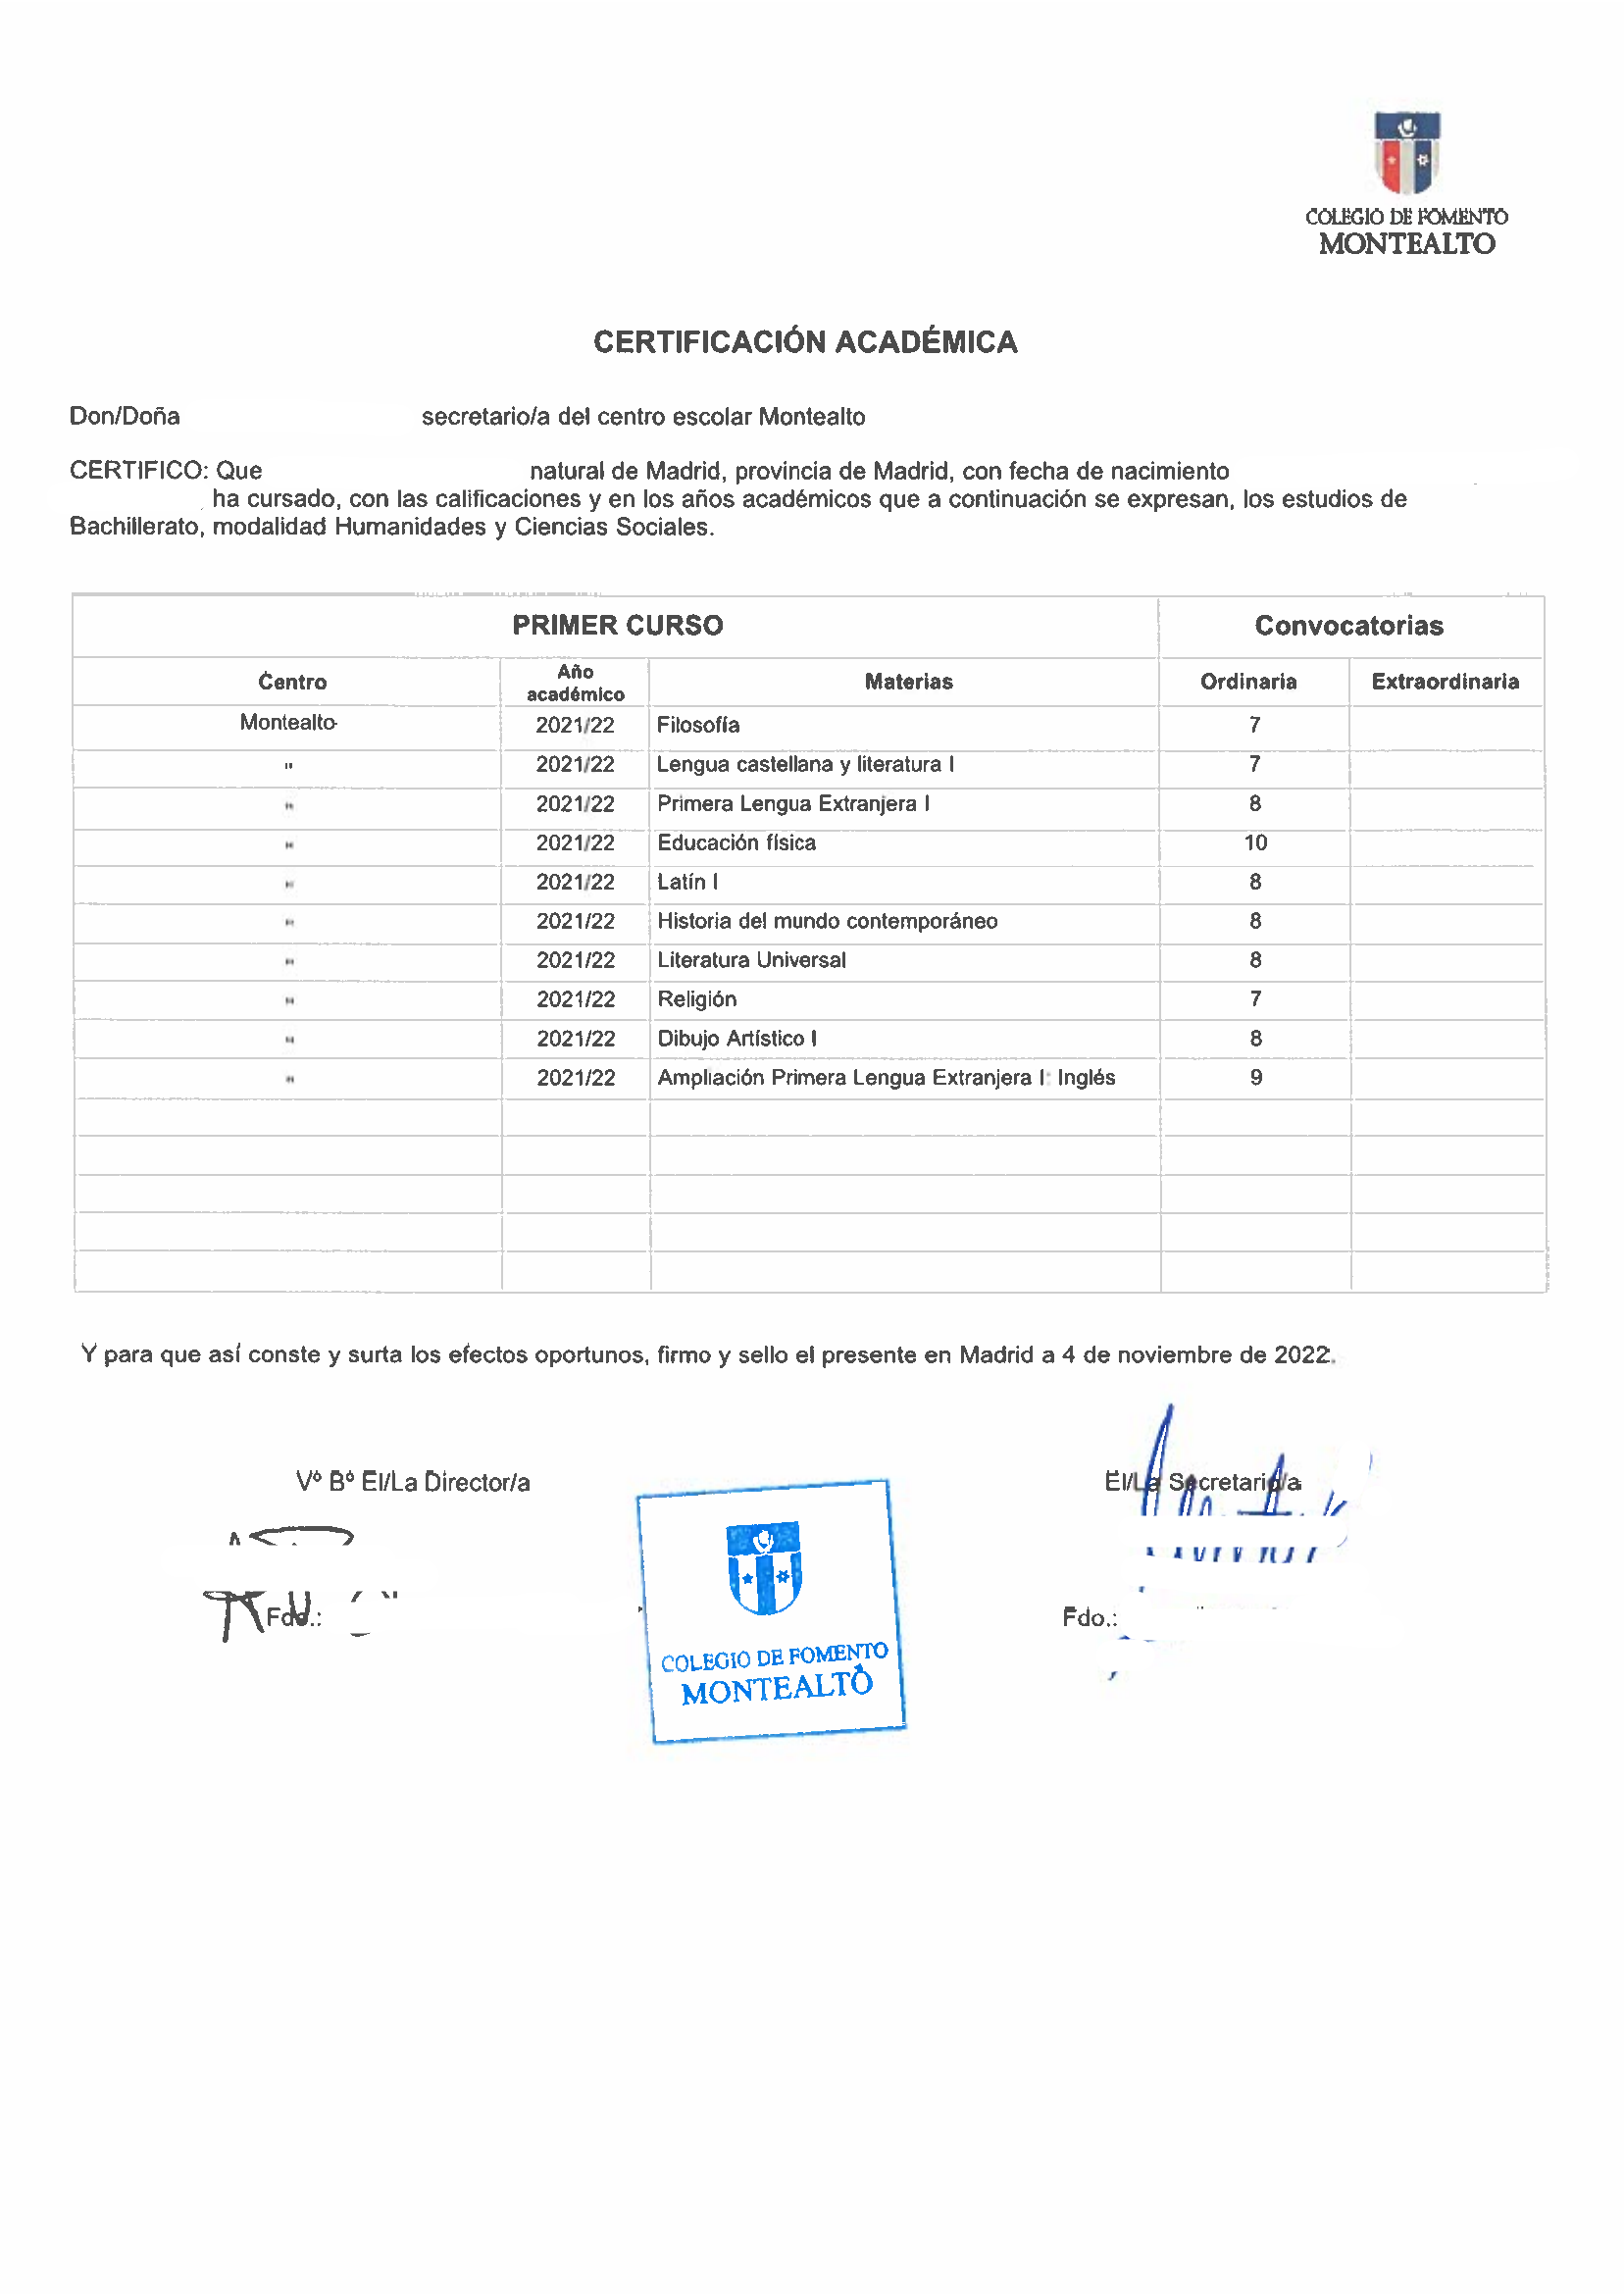 COLEGIO DE FOMENTO
MONTEALTO
CERTIFICACIÓN ACADÉMICA
Don/Doña secretario/a del centro escolar Montealto
CERTIFICO: Que natural de Madrid, provincia de Madrid, con fecha de nacimiento
ha cursado, con las calificaciones y en los años académicos que a continuación se expresan, los estudios de
Bachillerato, modalidad Humanidades y Ciencias Sociales.
PRIMER CURSO Convocatorias
Centro Año académico Materias Ordinaria Extraordinaria
Montealto 2021/22 Filosofía 7
" 2021/22 Lengua castellana y literatura I 7
" 2021/22 Primera Lengua Extranjera I 8
" 2021/22 Educación física 10
" 2021/22 Latín I 8
" 2021/22 Historia del mundo contemporáneo 8
" 2021/22 Literatura Universal 8
" 2021/22 Religión 7
" 2021/22 Dibujo Artístico I 8
" 2021/22 Ampliación Primera Lengua Extranjera I: Inglés 9
Y para que así conste y surta los efectos oportunos, firmo y sello el presente en Madrid a 4 de noviembre de 2022.
Vº Bº El/La Director/a El/La Secretario/a
Fdo.: Fdo.:
COLEGIO DE FOMENTO
MONTEALTO